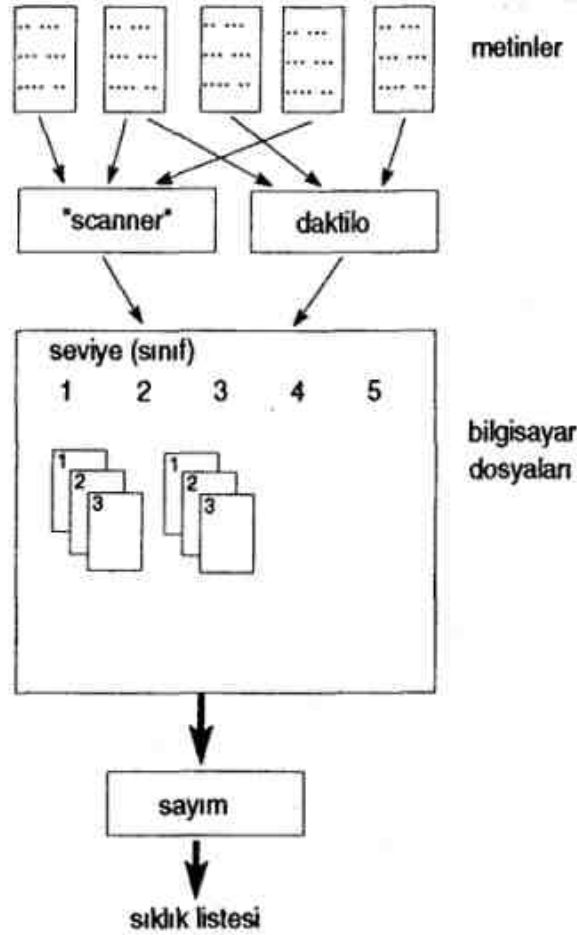 metinler
"scanner"
daktilo
seviye (sınıf)
1 2 3 4 5
bilgisayar
dosyaları
1
2
3
1
2
3
sayım
sıklık listesi